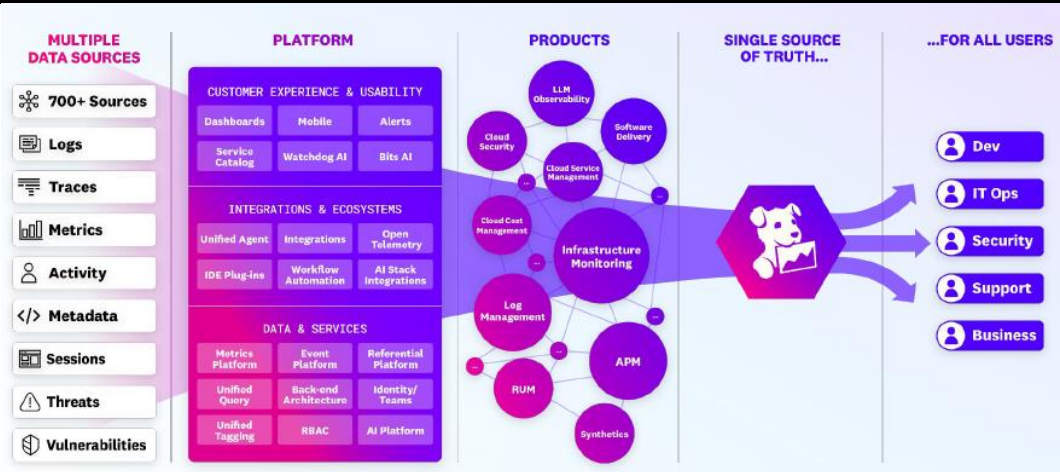 MULTIPLE
DATA SOURCES
700+ Sources
Logs
Traces
Metrics
Activity
</> Metadata
Sessions
Threats
Vulnerabilities
PLATFORM
CUSTOMER EXPERIENCE & USABILITY
Dashboards
Mobile
Alerts
Service
Catalog
Watchdog AI
Bits AI
INTEGRATIONS & ECOSYSTEMS
Unified Agent
Integrations
Open
Telemetry
IDE Plug-ins
Workflow
Automation
AI Stack
Integrations
DATA & SERVICES
Metrics
Platform
Event
Platform
Referential
Platform
Unified
Query
Back-end
Architecture
Identity/
Teams
Unified
Tagging
RBAC
AI Platform
PRODUCTS
LLM
Observability
Cloud
Security
Software
Delivery
Cloud Service
Management
...
...
Cloud Cost
Management
Infrastructure
Monitoring
...
Log
Management
...
...
...
APM
RUM
Synthetics
SINGLE SOURCE
OF TRUTH...
...FOR ALL USERS
Dev
IT Ops
Security
Support
Business